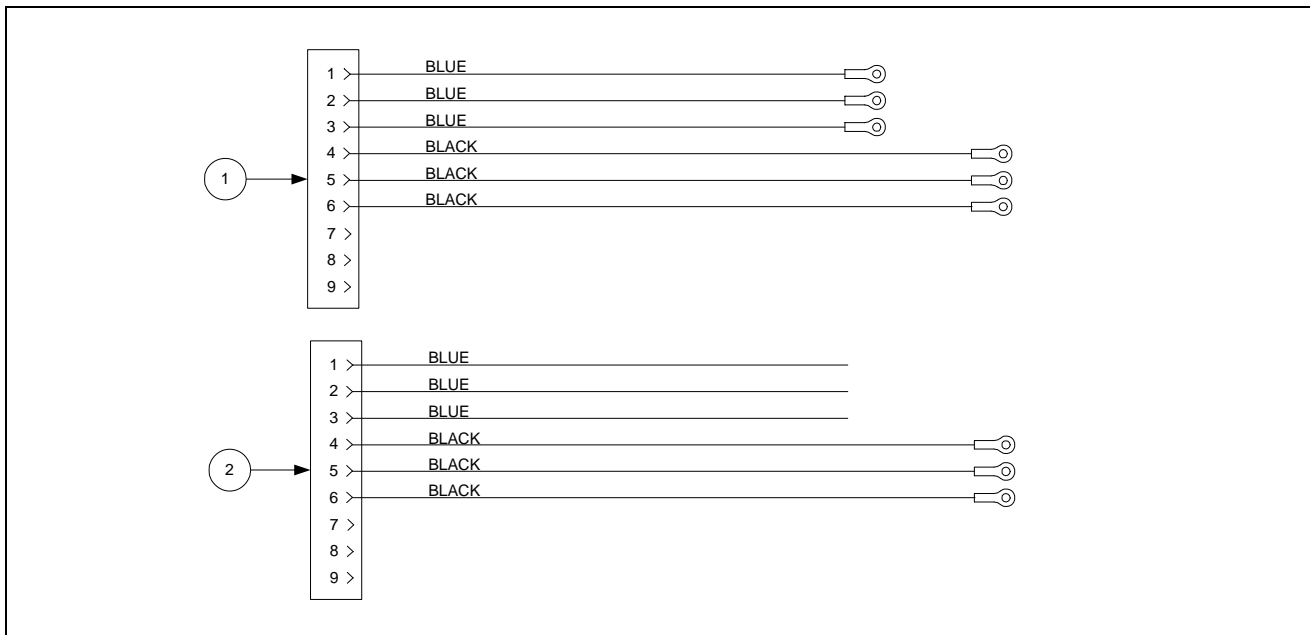 1 BLUE
2 BLUE
3 BLUE
4 BLACK
1
5 BLACK
6 BLACK
7
8
9
1 BLUE
2 BLUE
3 BLUE
4 BLACK
2
5 BLACK
6 BLACK
7
8
9